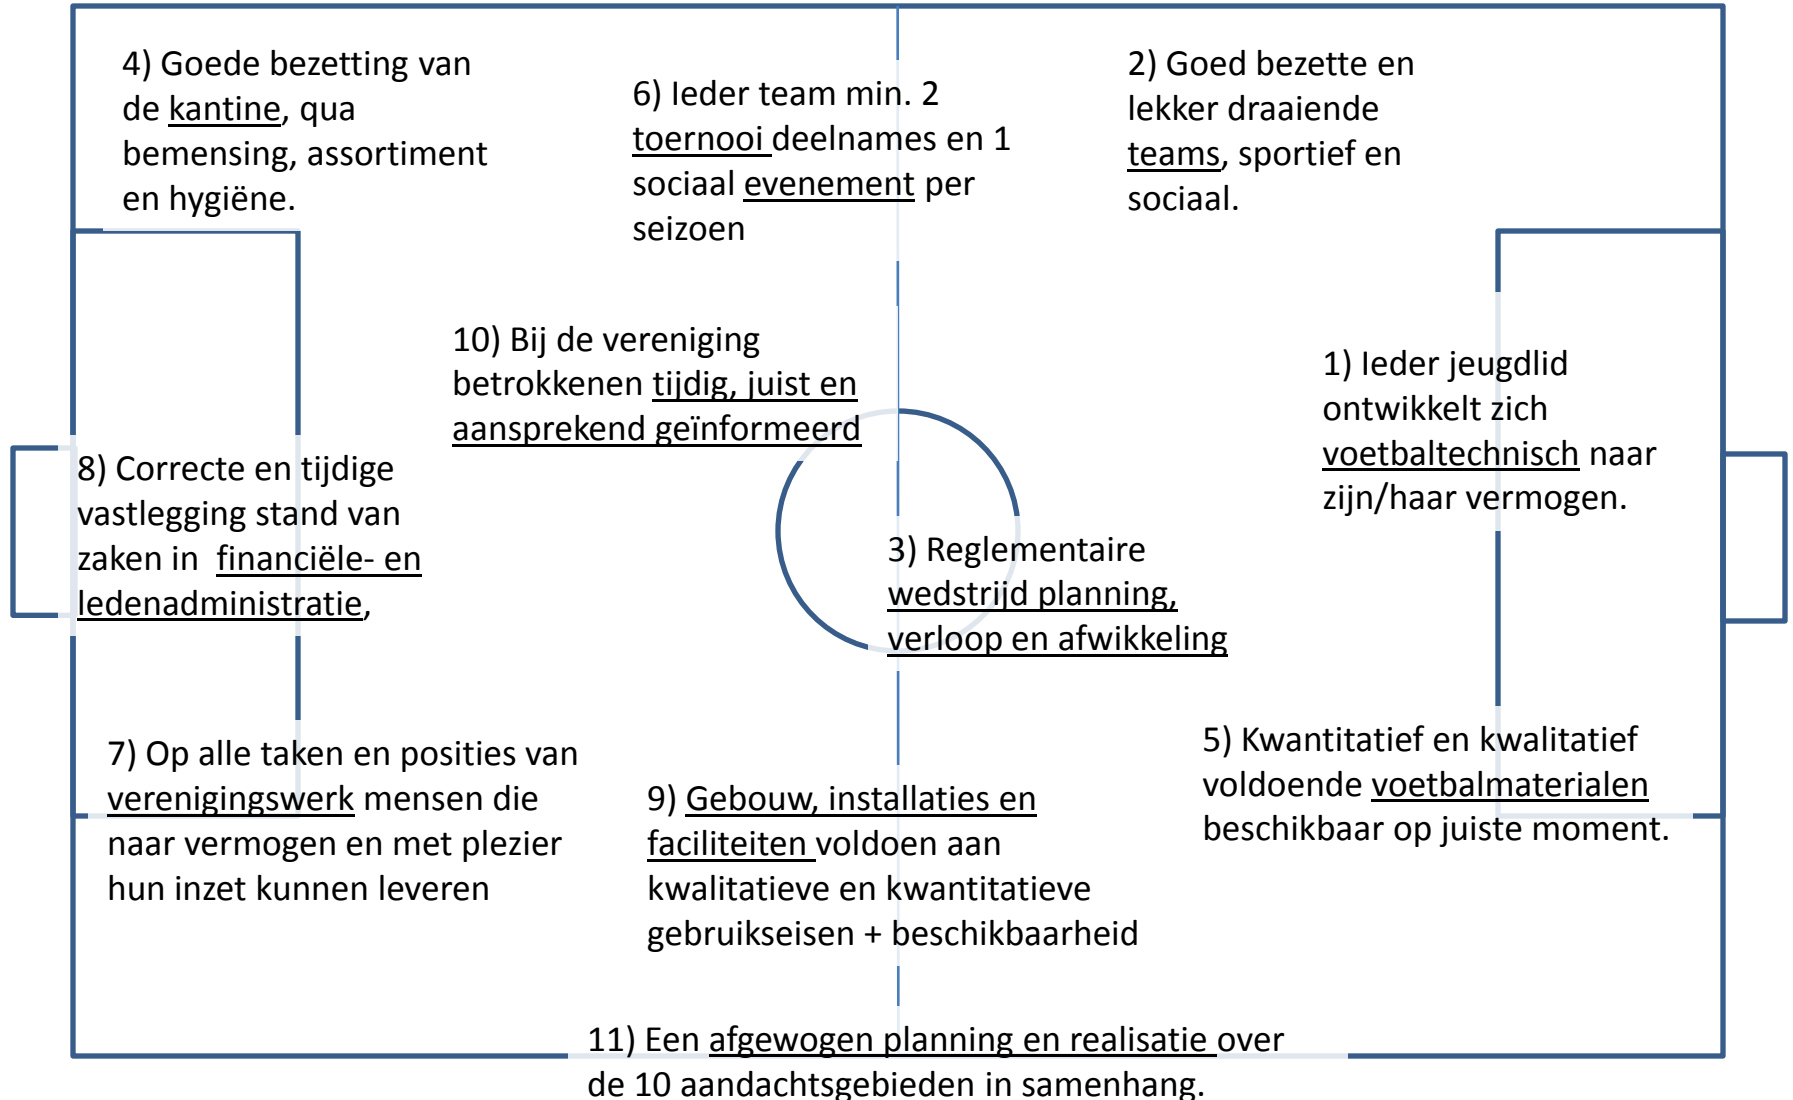 4) Goede bezetting van
de kantine, qua
bemensing, assortiment
en hygiëne.
6) Ieder team min. 2
toernooi deelnames en 1
sociaal evenement per
seizoen
2) Goed bezette en
lekker draaiende
teams, sportief en
sociaal.
10) Bij de vereniging
betrokkenen tijdig, juist en
aansprekend geïnformeerd
1) Ieder jeugdlid
ontwikkelt zich
voetbaltechnisch naar
zijn/haar vermogen.
8) Correcte en tijdige
vastlegging stand van
zaken in  financiële- en
ledenadministratie,
3) Reglementaire
wedstrijd planning,
verloop en afwikkeling
7) Op alle taken en posities van
verenigingswerk mensen die
naar vermogen en met plezier
hun inzet kunnen leveren
9) Gebouw, installaties en
faciliteiten voldoen aan
kwalitatieve en kwantitatieve
gebruikseisen + beschikbaarheid
5) Kwantitatief en kwalitatief
voldoende voetbalmaterialen
beschikbaar op juiste moment.
11) Een afgewogen planning en realisatie over
de 10 aandachtsgebieden in samenhang.